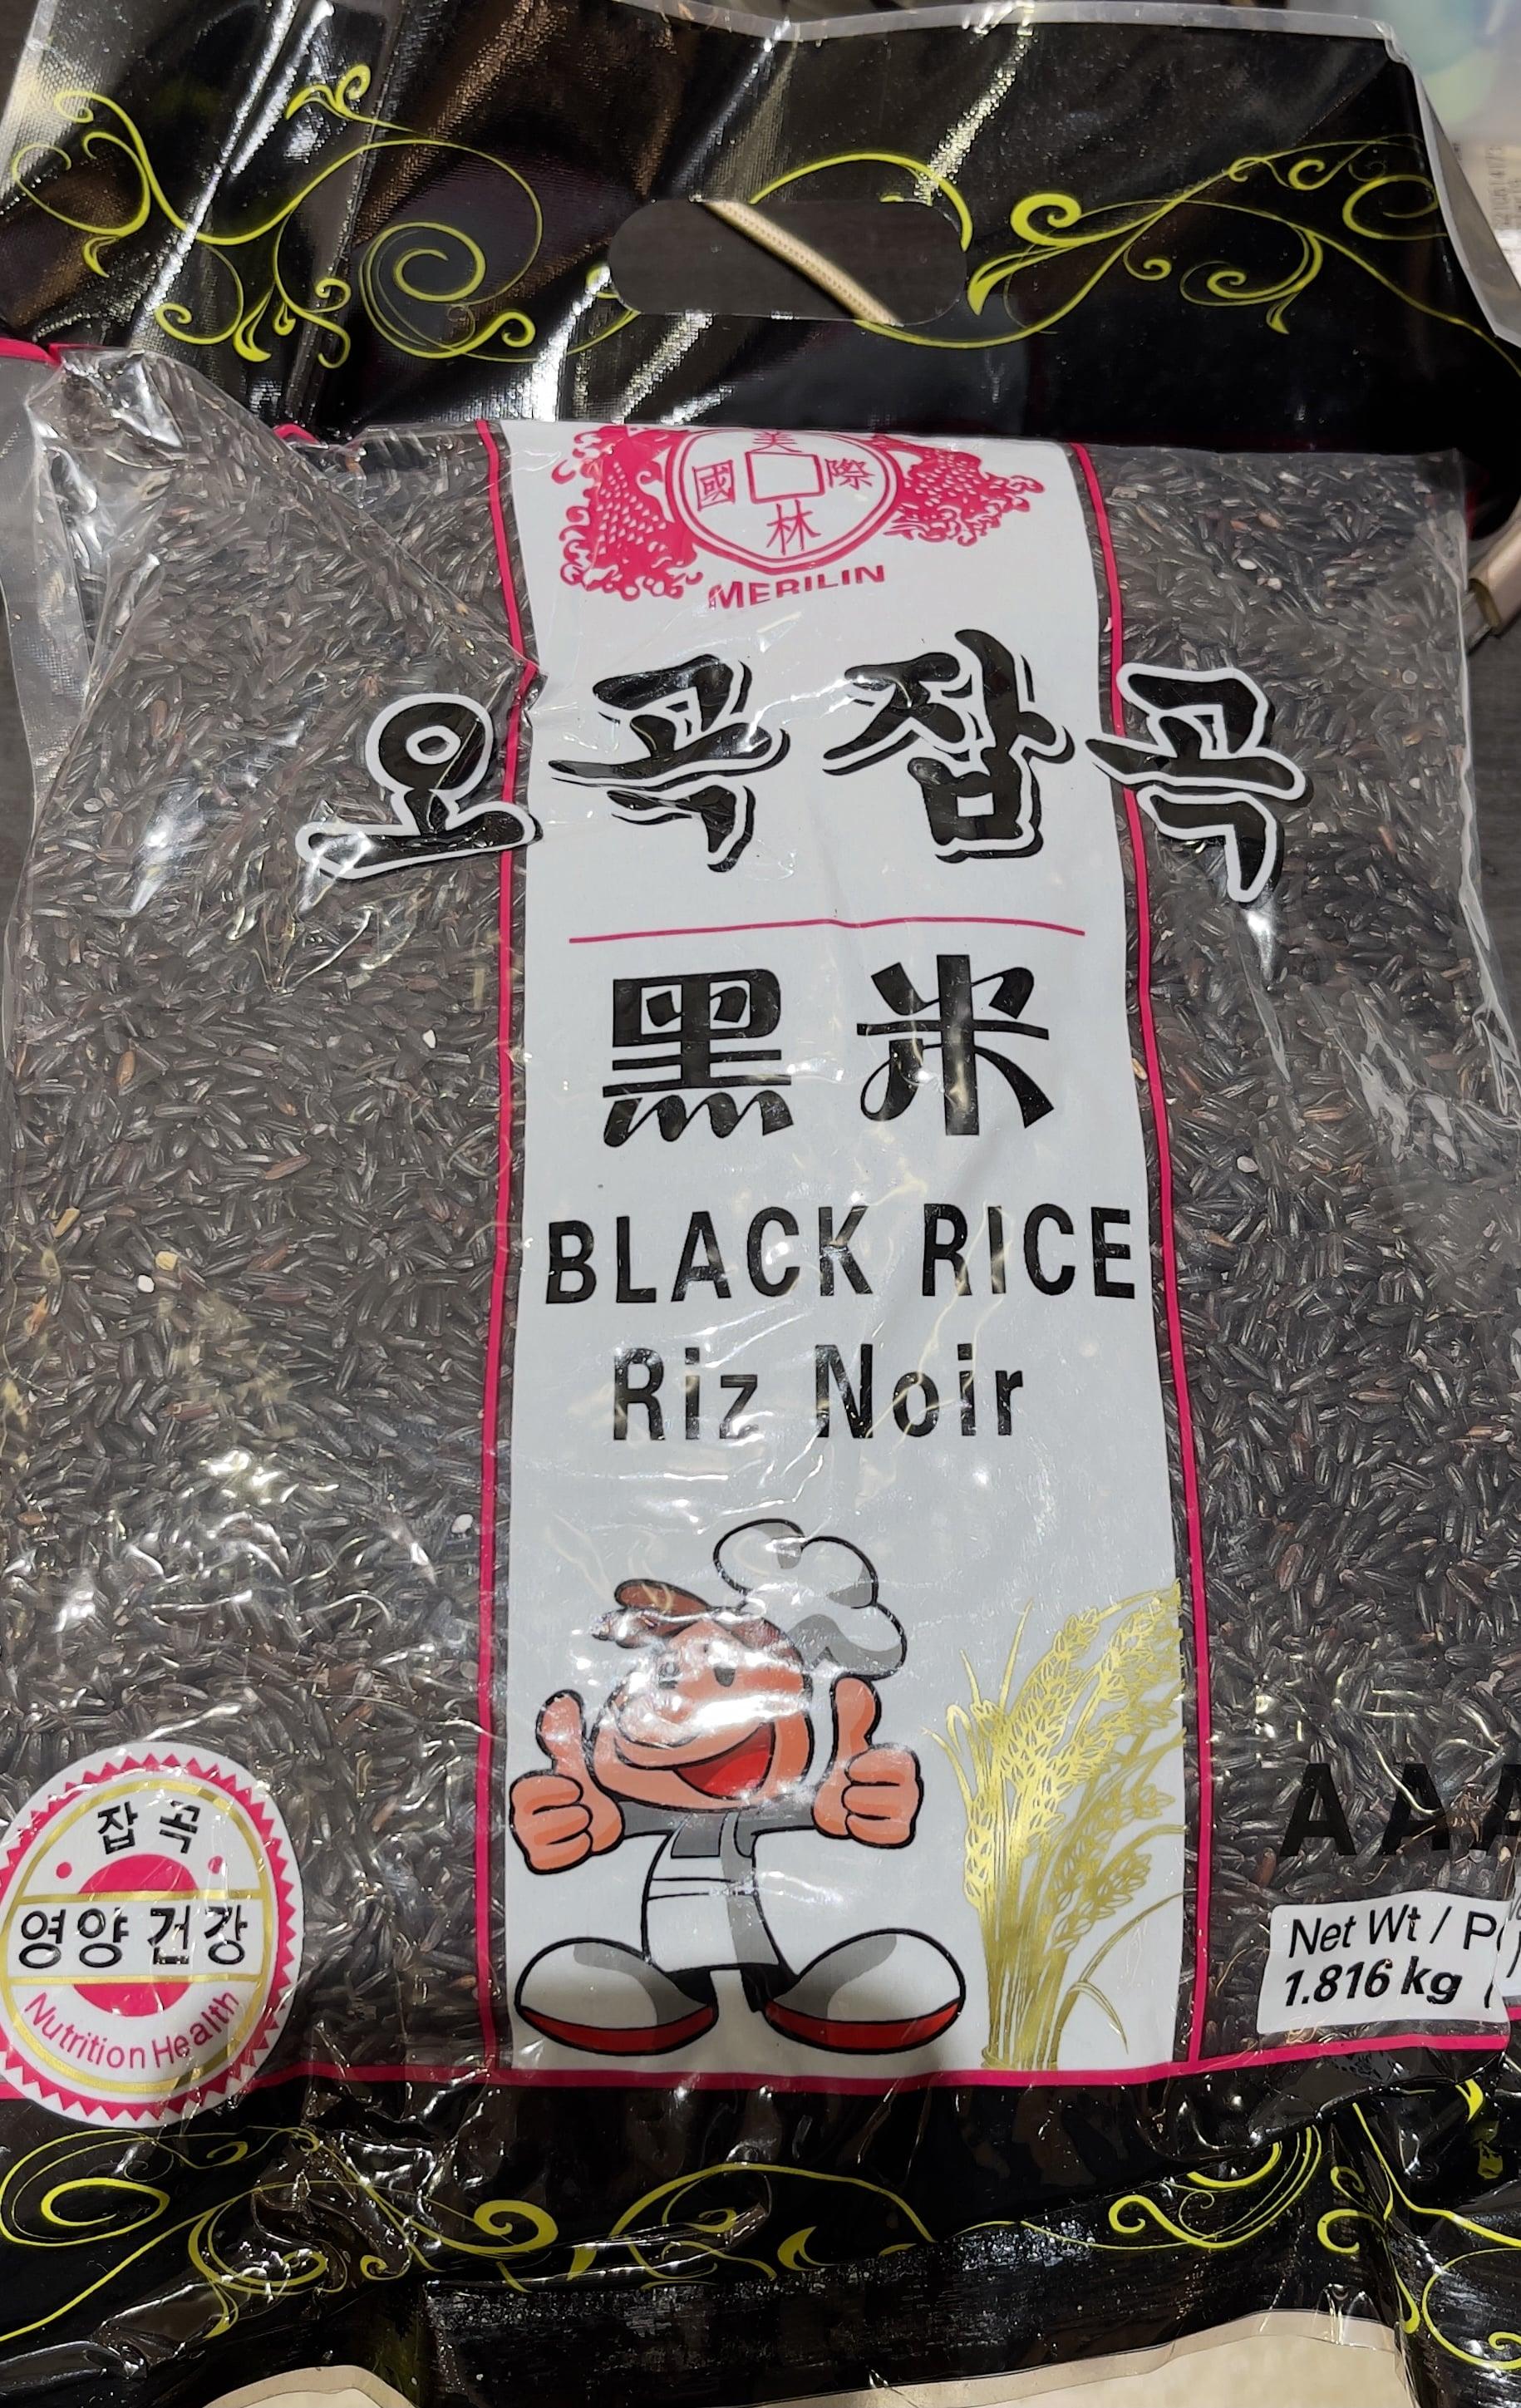 美
國 際
林
MERILIN
오곡잡곡
黑米
BLACK RICE
Riz Noir
AAA
잡곡
영양 건강
Nutrition Health
Net Wt /
1.816 kg